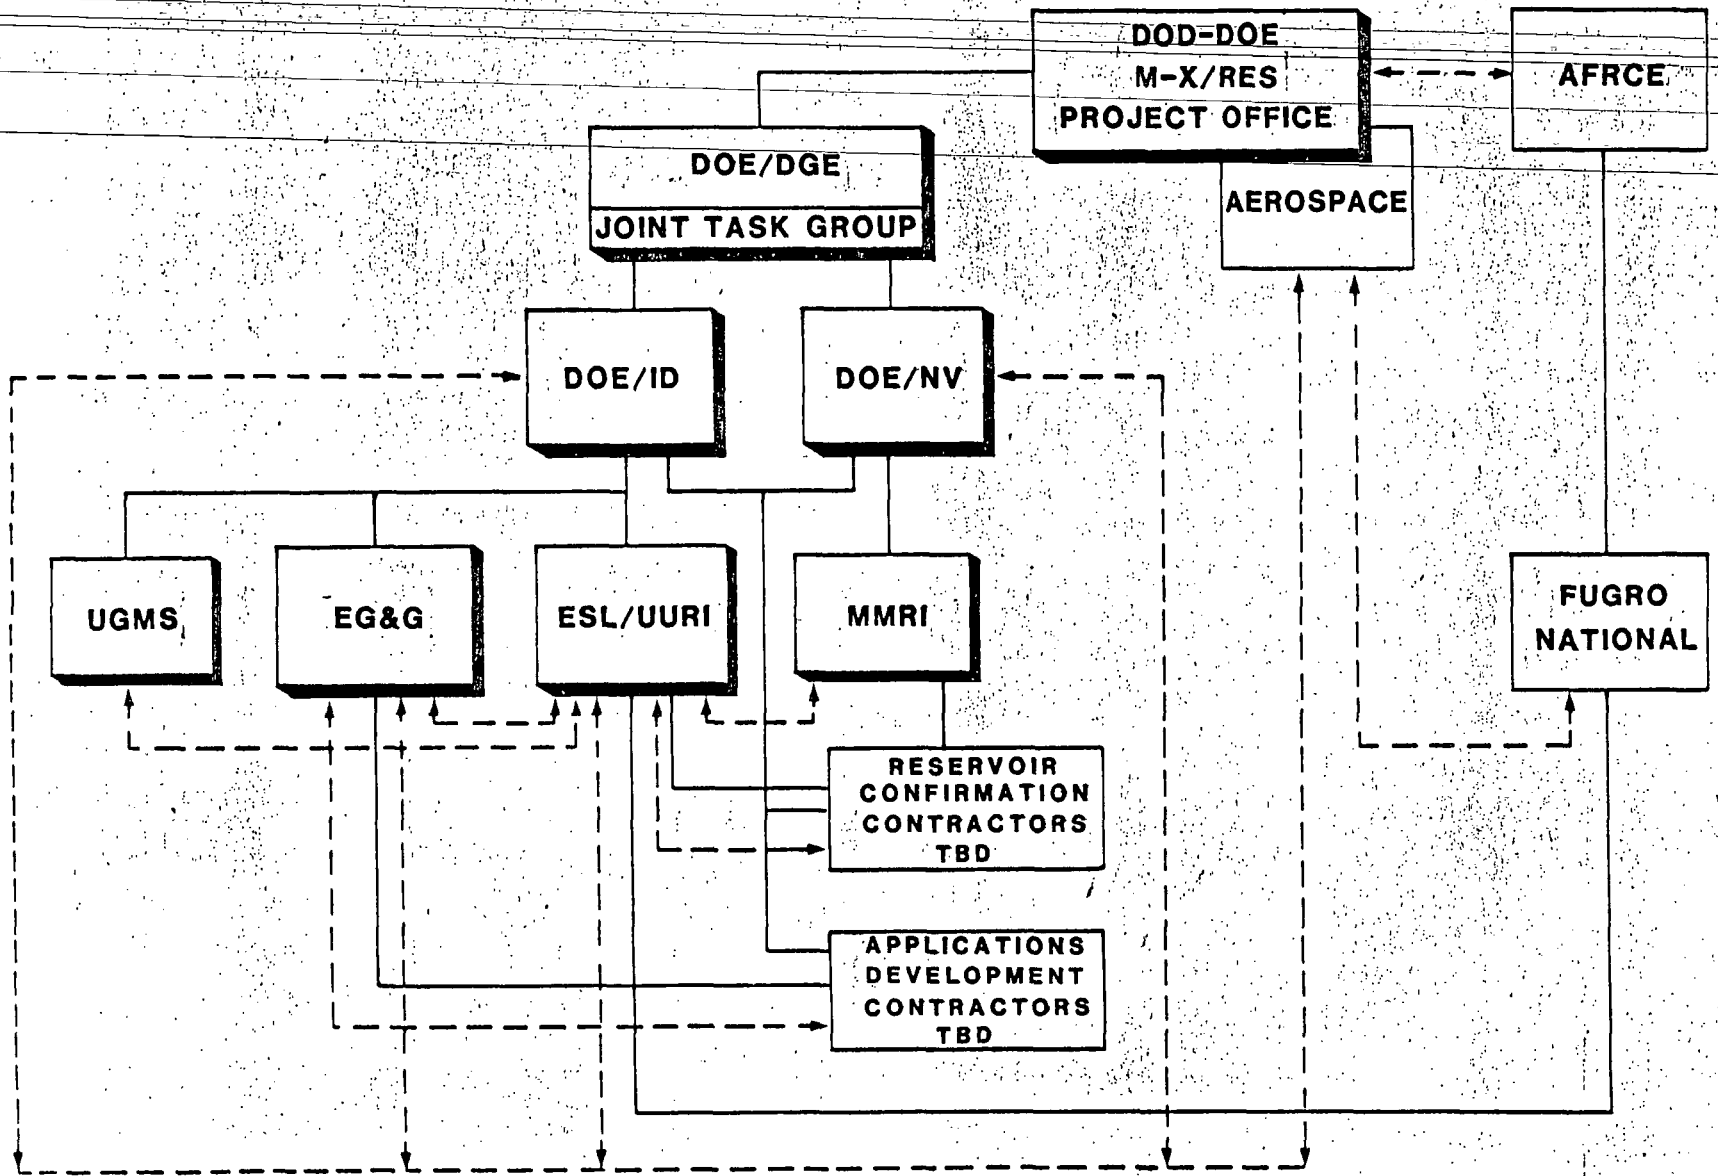 DOD-DOE
M-X/RES
PROJECT OFFICE
AFRCE
DOE/DGE
JOINT TASK GROUP
AEROSPACE
DOE/ID
DOE/NV
UGMS
EG&G
ESL/UURI
MMRI
FUGRO
NATIONAL
RESERVOIR
CONFIRMATION
CONTRACTORS
TBD
APPLICATIONS
DEVELOPMENT
CONTRACTORS
TBD